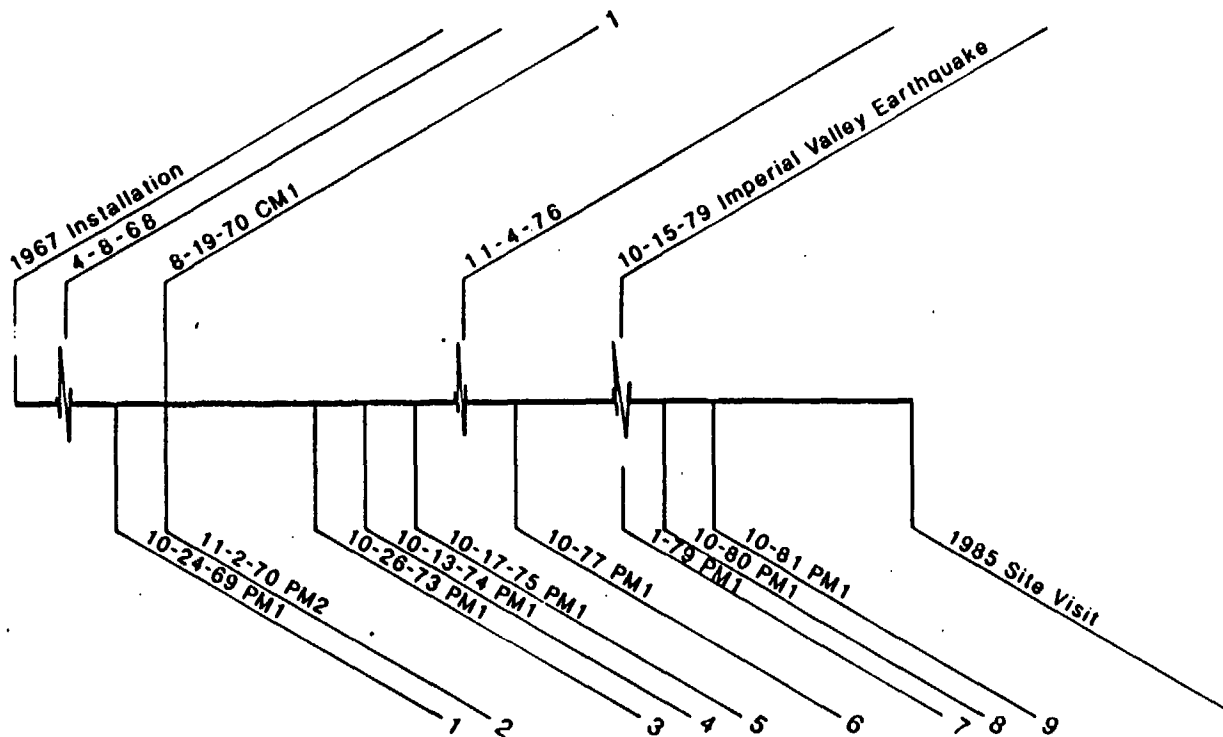 1
1967 Installation
4-8-68
8-19-70 CM1
11-4-76
10-15-79 Imperial Valley Earthquake
10-24-69 PM1
11-2-70 PM2
10-26-73 PM1
10-13-74 PM1
10-17-75 PM1
10-77 PM1
1-79 PM1
10-80 PM1
10-81 PM1
1985 Site Visit
1
2
3
4
5
6
7
8
9